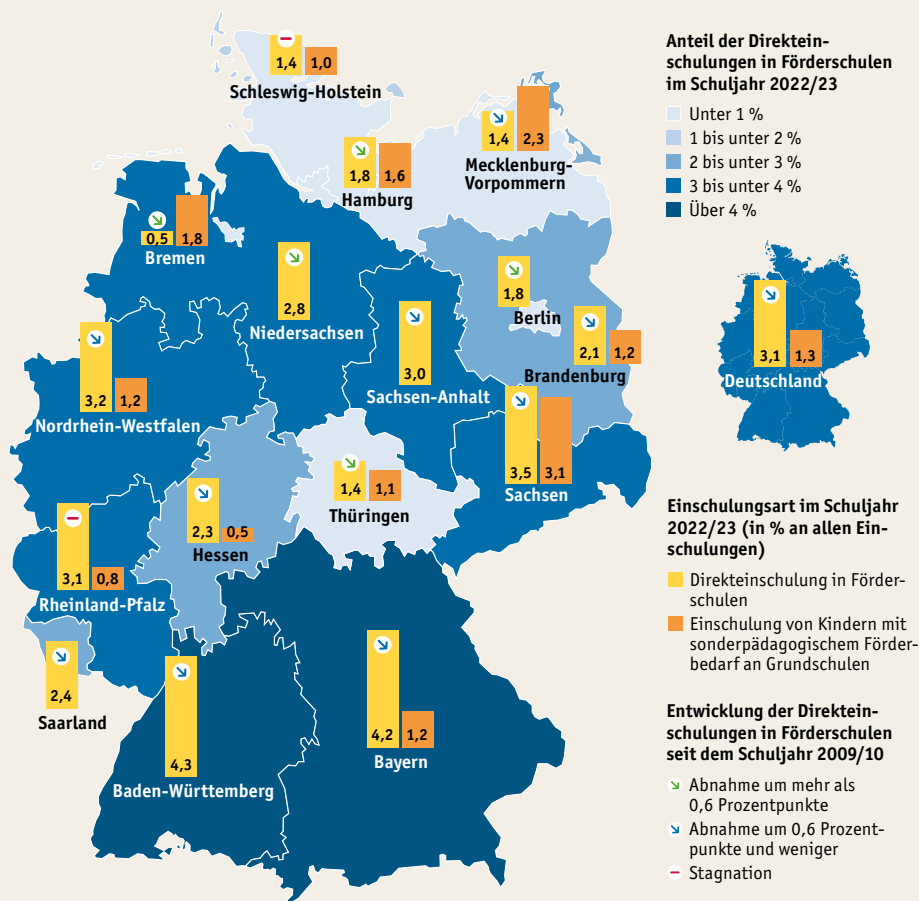 1,4 1,0
Schleswig-Holstein
1,4 2,3
Mecklenburg-
Vorpommern
1,8 1,6
Hamburg
0,5 1,8
Bremen
2,8
Niedersachsen
1,8
Berlin
2,1 1,2
Brandenburg
3,0
Sachsen-Anhalt
3,2 1,2
Nordrhein-Westfalen
3,5 3,1
Sachsen
1,4 1,1
Thüringen
2,3 0,5
Hessen
3,1 0,8
Rheinland-Pfalz
2,4
Saarland
4,3
Baden-Württemberg
4,2 1,2
Bayern
Anteil der Direktein-
schulungen in Förderschulen
im Schuljahr 2022/23
Unter 1 %
1 bis unter 2 %
2 bis unter 3 %
3 bis unter 4 %
Über 4 %
3,1 1,3
Deutschland
Einschulungsart im Schuljahr
2022/23 (in % an allen Ein-
schulungen)
Direkteinschulung in Förder-
schulen
Einschulung von Kindern mit
sonderpädagogischem Förder-
bedarf an Grundschulen
Entwicklung der Direktein-
schulungen in Förderschulen
seit dem Schuljahr 2009/10
Abnahme um mehr als
0,6 Prozentpunkte
Abnahme um 0,6 Prozent-
punkte und weniger
Stagnation